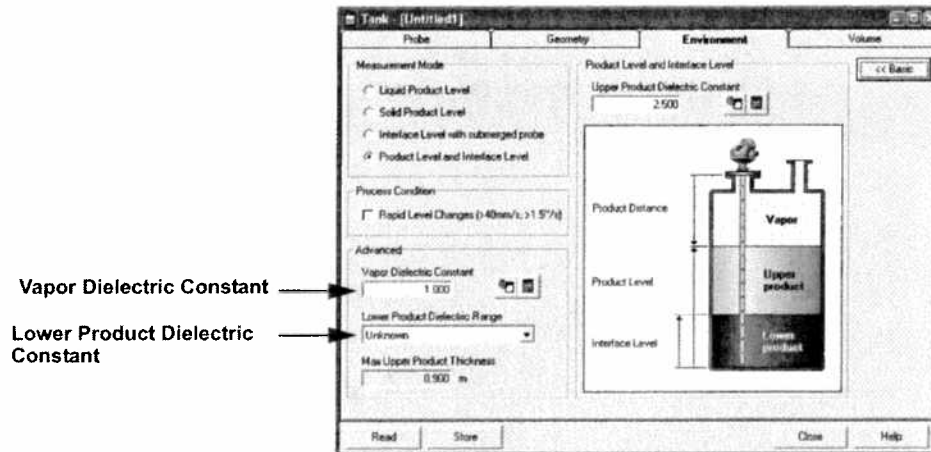 Tank - [Untitled1]
Probe
Geometry
Environment
Volume
Measurement Mode
Liquid Product Level
Solid Product Level
Interface Level with submerged probe
Product Level and Interface Level
Process Condition
Rapid Level Changes (>40mm/s, >1.5"/s)
Advanced
Vapor Dielectric Constant
1.000
Lower Product Dielectric Range
Unknown
Max Upper Product Thickness
0.900 m
Product Level and Interface Level
Upper Product Dielectric Constant
2.500
Product Distance
Product Level
Interface Level
Vapor
Upper
product
Lower
product
<< Basic
Read
Store
Close
Help
Vapor Dielectric Constant
Lower Product Dielectric
Constant